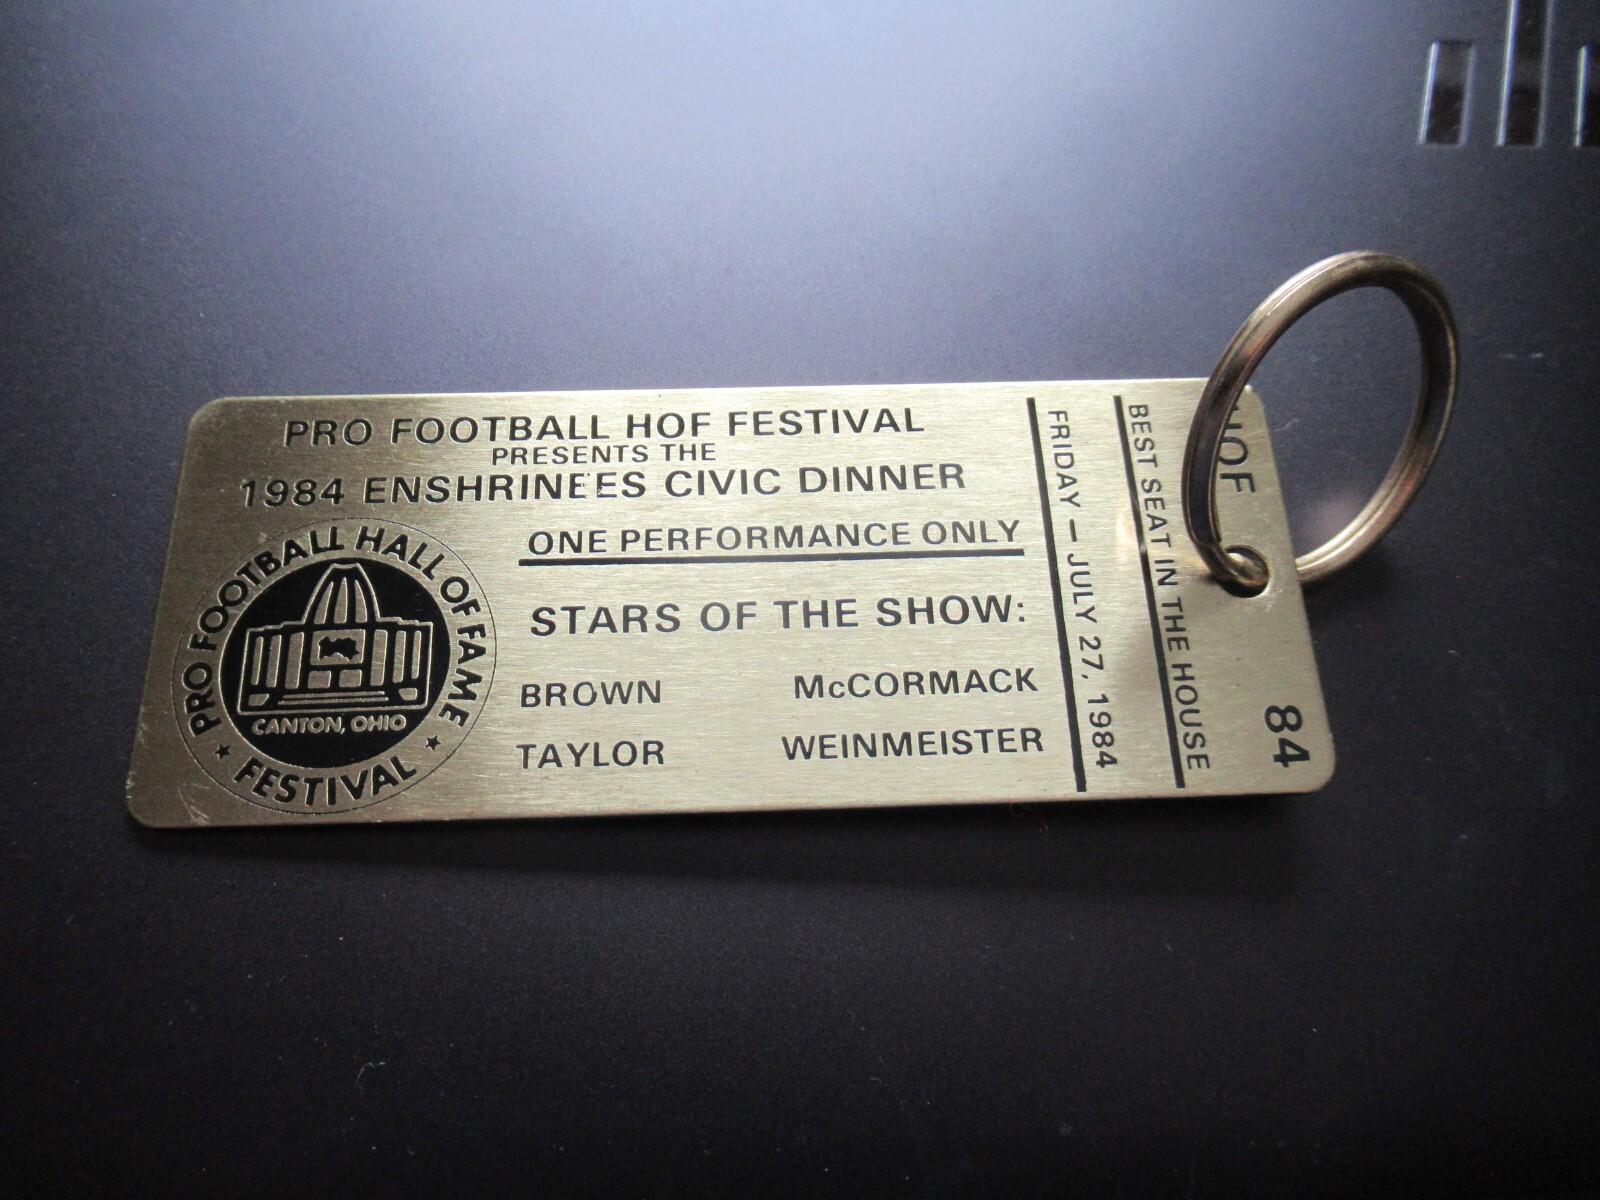 PRO FOOTBALL HOF FESTIVAL
PRESENTS THE
1984 ENSHRINEES CIVIC DINNER
ONE PERFORMANCE ONLY
STARS OF THE SHOW:
BROWN McCORMACK
TAYLOR WEINMEISTER
PRO FOOTBALL HALL OF FAME
CANTON, OHIO
★ FESTIVAL ★
FRIDAY — JULY 27, 1984
BEST SEAT IN THE HOUSE
HOF 84